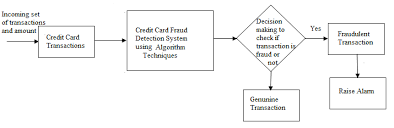 Incoming set
of transactions
and amount
Credit Card
Transactions
Credit Card Fraud
Detection System
using Algorithm
Techniques
Decision
making to
check if
transaction is
fraud or
not
Yes
Fraudulent
Transaction
Genunine
Transaction
Raise Alarm